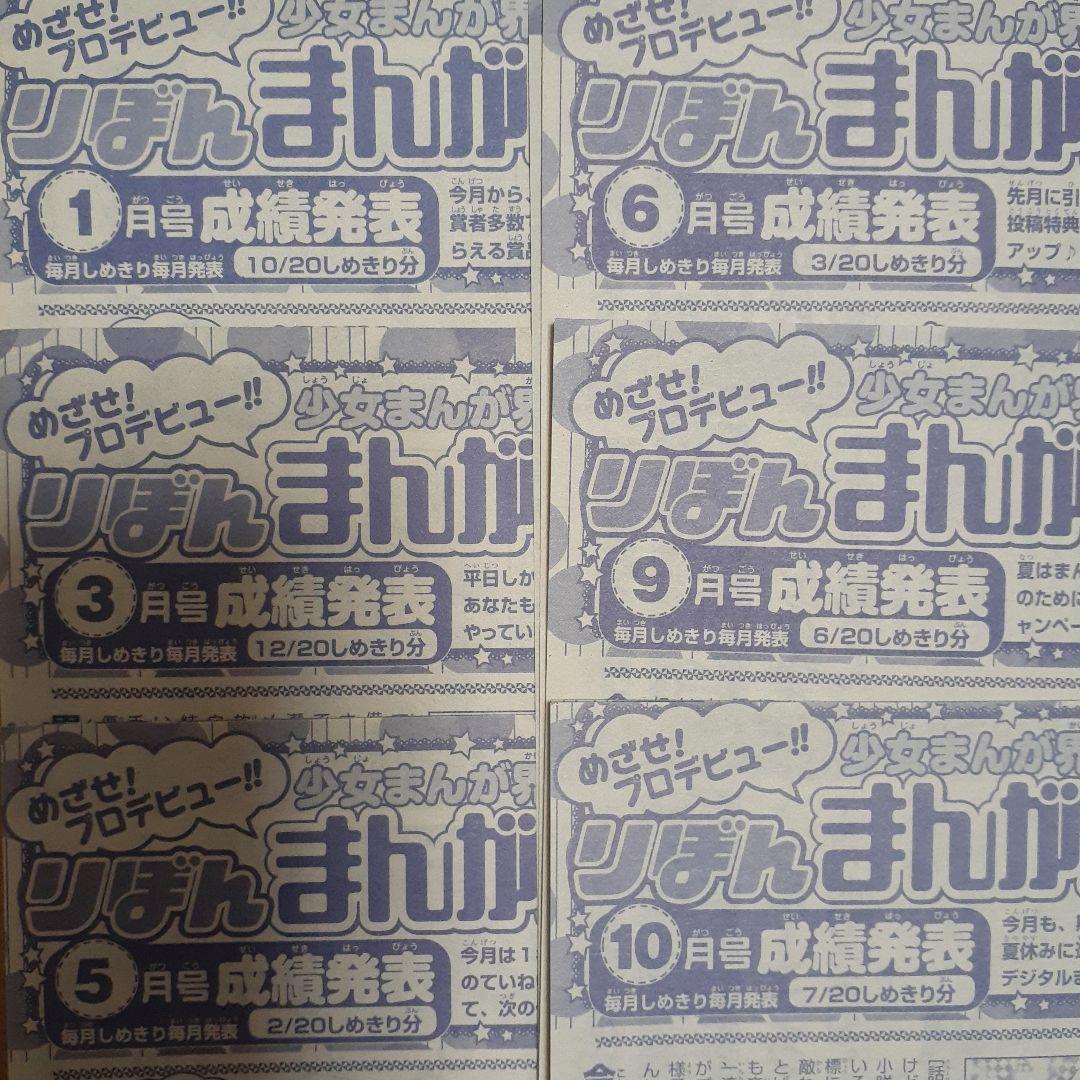 めざせ!
プロデビュー!!
少女まんが界
りぼんまんが
1月号成績発表
毎月しめきり毎月発表
10/20しめきり分
今月から、
賞者多数
らえる賞
めざせ!
プロデビュー!!
少女まんが界
りぼんまんが
6月号成績発表
毎月しめきり毎月発表
3/20しめきり分
先月に引
投稿特典
アップ♪
めざせ!
プロデビュー!!
少女まんが界
りぼんまんが
3月号成績発表
毎月しめきり毎月発表
12/20しめきり分
平日しか
あなたも
やってい
めざせ!
プロデビュー!!
少女まんが界
りぼんまんが
9月号成績発表
毎月しめきり毎月発表
6/20しめきり分
夏はまん
のために
ャンペー
めざせ!
プロデビュー!!
少女まんが界
りぼんまんが
5月号成績発表
毎月しめきり毎月発表
2/20しめきり分
今月は1
のていね
て、次の
めざせ!
プロデビュー!!
少女まんが界
りぼんまんが
10月号成績発表
毎月しめきり毎月発表
7/20しめきり分
今月も、
夏休みに
デジタルま